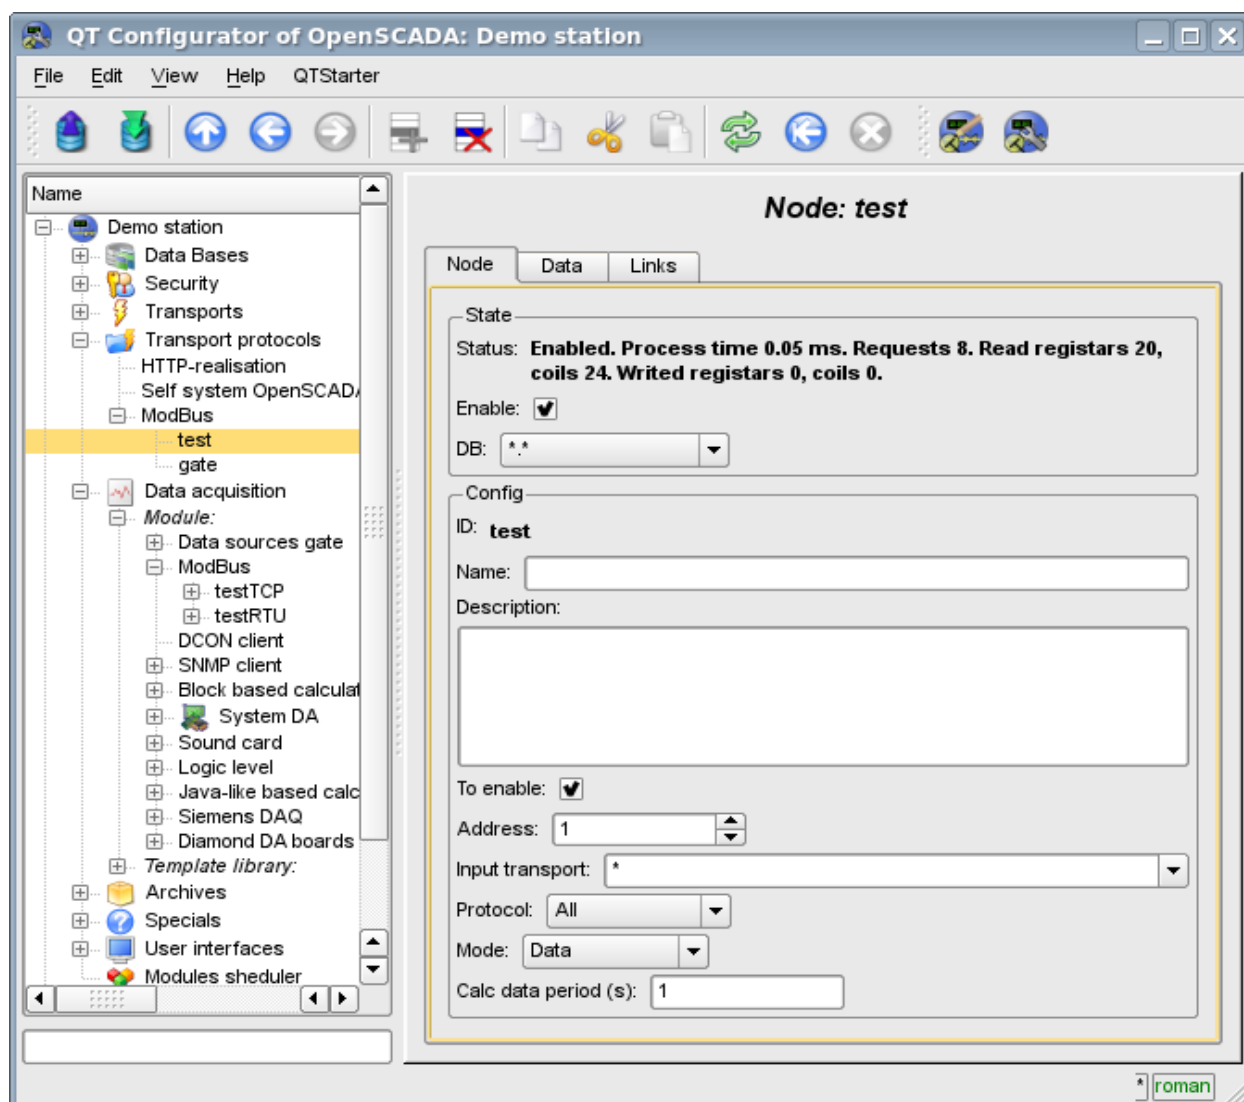 QT Configurator of OpenSCADA: Demo station
File Edit View Help QTStarter
Name
Demo station
Data Bases
Security
Transports
Transport protocols
HTTP-realisation
Self system OpenSCADA
ModBus
test
gate
Data acquisition
Module:
Data sources gate
ModBus
testTCP
testRTU
DCON client
SNMP client
Block based calculat
System DA
Sound card
Logic level
Java-like based calc
Siemens DAQ
Diamond DA boards
Template library:
Archives
Specials
User interfaces
Modules sheduler
Node: test
Node Data Links
State
Status: Enabled. Process time 0.05 ms. Requests 8. Read registars 20,
coils 24. Writed registars 0, coils 0.
Enable:
DB: *.*
Config
ID: test
Name:
Description:
To enable:
Address: 1
Input transport: *
Protocol: All
Mode: Data
Calc data period (s): 1
* roman